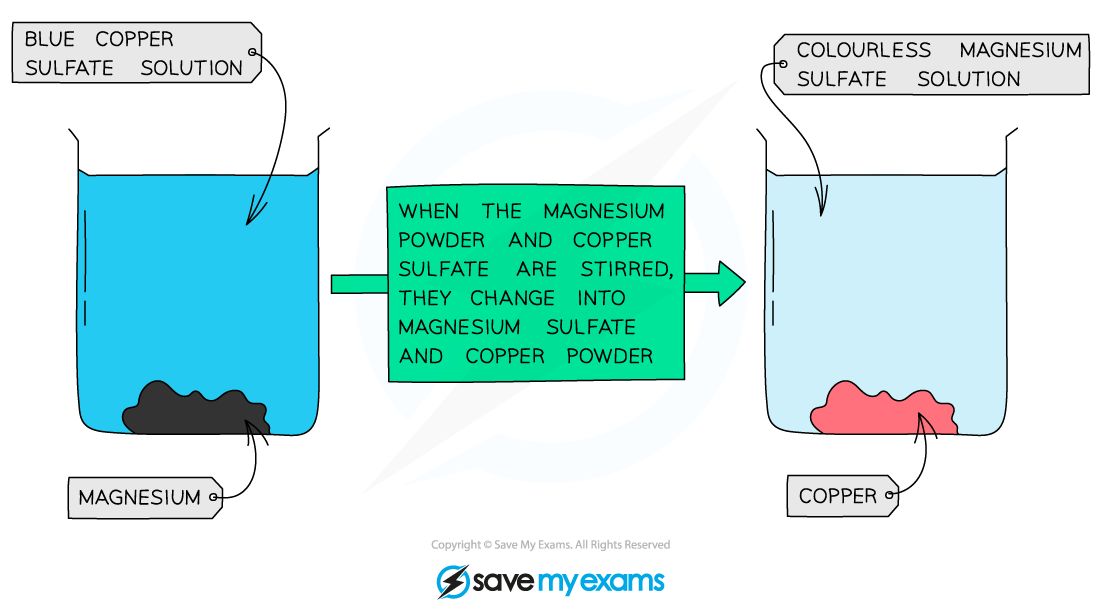 BLUE COPPER
SULFATE SOLUTION
COLOURLESS MAGNESIUM
SULFATE SOLUTION
WHEN THE MAGNESIUM
POWDER AND COPPER
SULFATE ARE STIRRED,
THEY CHANGE INTO
MAGNESIUM SULFATE
AND COPPER POWDER
MAGNESIUM
COPPER
Copyright © Save My Exams. All Rights Reserved
save my exams